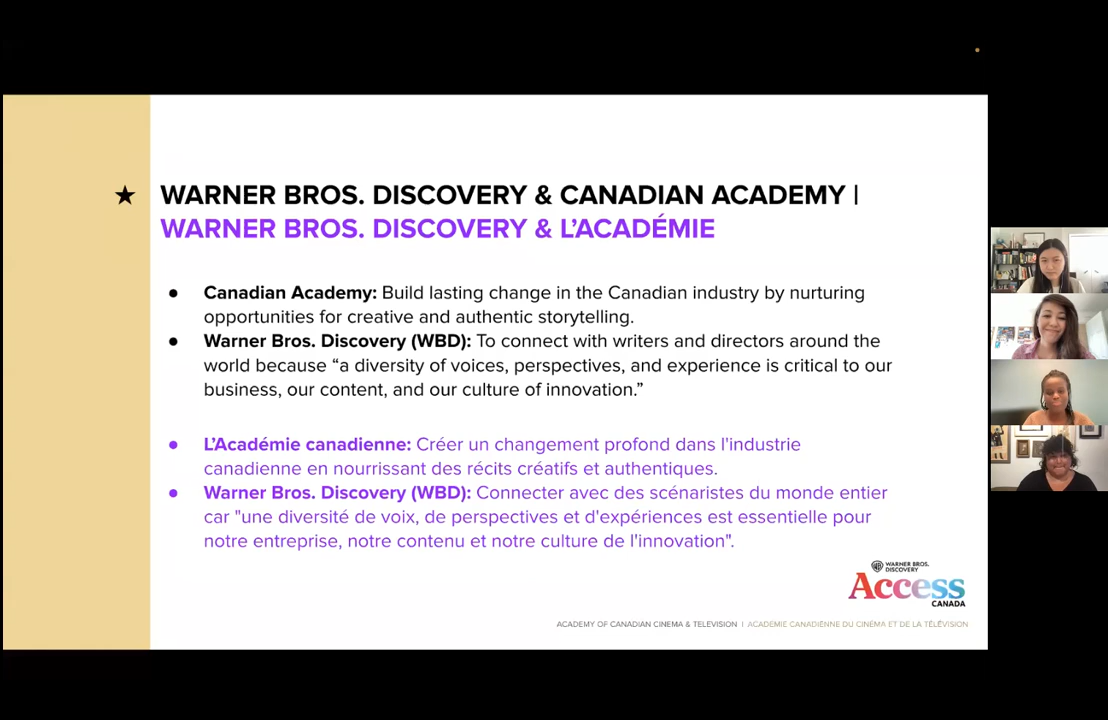 ★ WARNER BROS. DISCOVERY & CANADIAN ACADEMY |
WARNER BROS. DISCOVERY & L’ACADÉMIE
● Canadian Academy: Build lasting change in the Canadian industry by nurturing
opportunities for creative and authentic storytelling.
● Warner Bros. Discovery (WBD): To connect with writers and directors around the
world because “a diversity of voices, perspectives, and experience is critical to our
business, our content, and our culture of innovation.”
● L’Académie canadienne: Créer un changement profond dans l'industrie
canadienne en nourrissant des récits créatifs et authentiques.
● Warner Bros. Discovery (WBD): Connecter avec des scénaristes du monde entier
car "une diversité de voix, de perspectives et d'expériences est essentielle pour
notre entreprise, notre contenu et notre culture de l'innovation".
WARNER BROS.
DISCOVERY
Access
CANADA
ACADEMY OF CANADIAN CINEMA & TELEVISION | ACADÉMIE CANADIENNE DU CINÉMA ET DE LA TÉLÉVISION